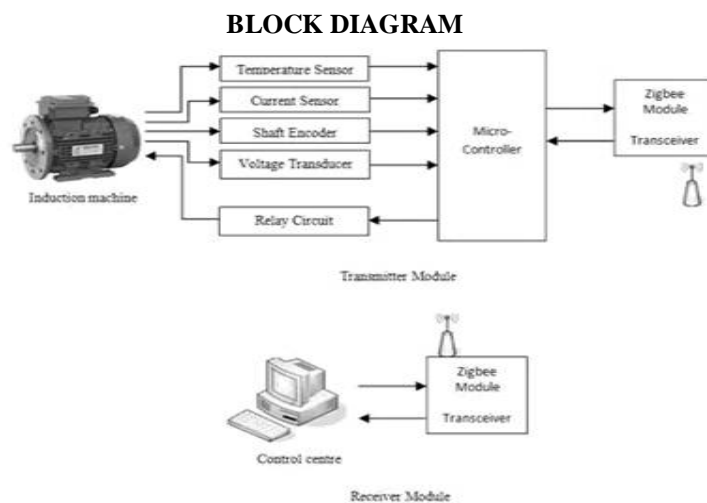 BLOCK DIAGRAM
Temperature Sensor
Current Sensor
Shaft Encoder
Voltage Transducer
Relay Circuit
Induction machine
Micro-
Controller
Zigbee
Module
Transceiver
Transmitter Module
Zigbee
Module
Transceiver
Control centre
Receiver Module